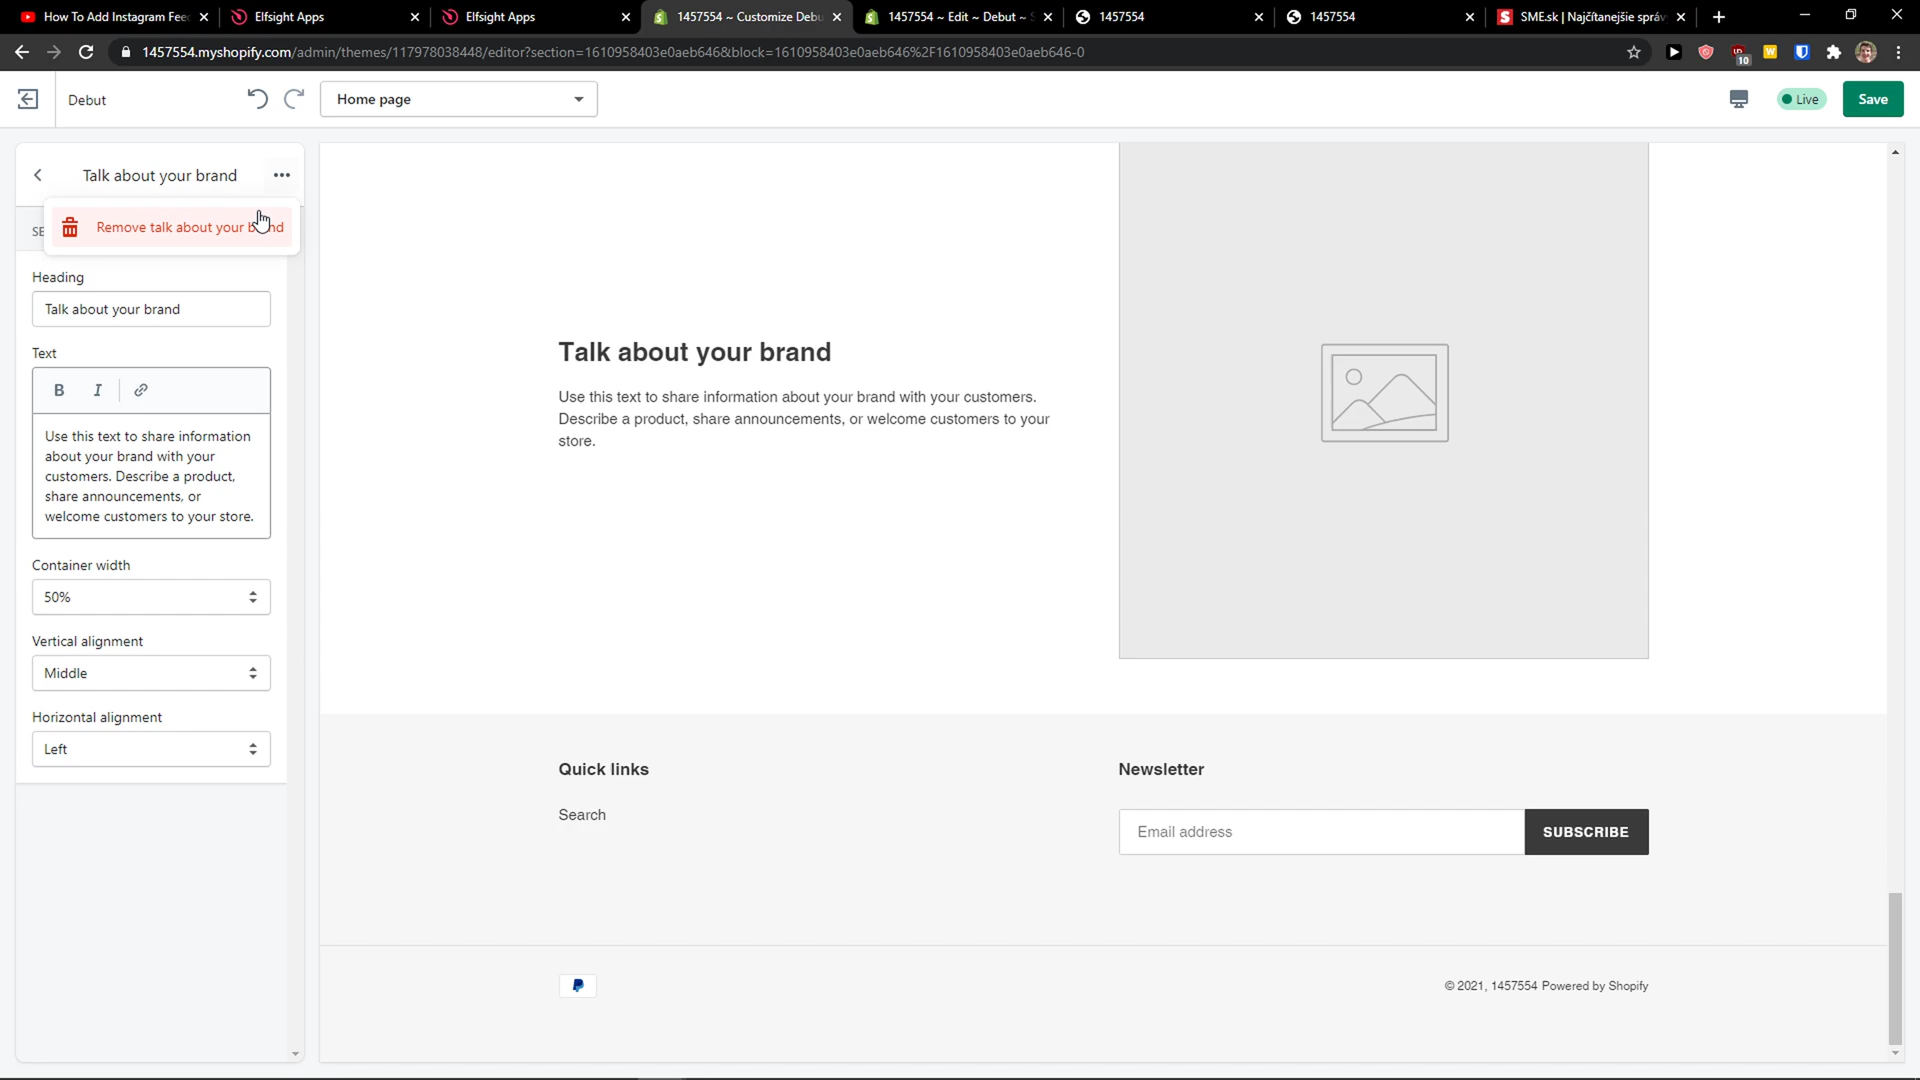 How To Add Instagram Fee
Elfsight Apps
Elfsight Apps
1457554 ~ Customize Debu
1457554 ~ Edit ~ Debut ~ S
1457554
1457554
SME.sk | Najčítanejšie správ
1457554.myshopify.com/admin/themes/117978038448/editor?section=1610958403e0aeb646&block=1610958403e0aeb646%2F1610958403e0aeb646-0
10
W
Debut
Home page
Live
Save
Talk about your brand
SE
Remove talk about your brand
Heading
Talk about your brand
Text
B I
Use this text to share information
about your brand with your
customers. Describe a product,
share announcements, or
welcome customers to your store.
Container width
50%
Vertical alignment
Middle
Horizontal alignment
Left
Talk about your brand
Use this text to share information about your brand with your customers.
Describe a product, share announcements, or welcome customers to your
store.
Quick links
Search
Newsletter
Email address
SUBSCRIBE
© 2021, 1457554 Powered by Shopify